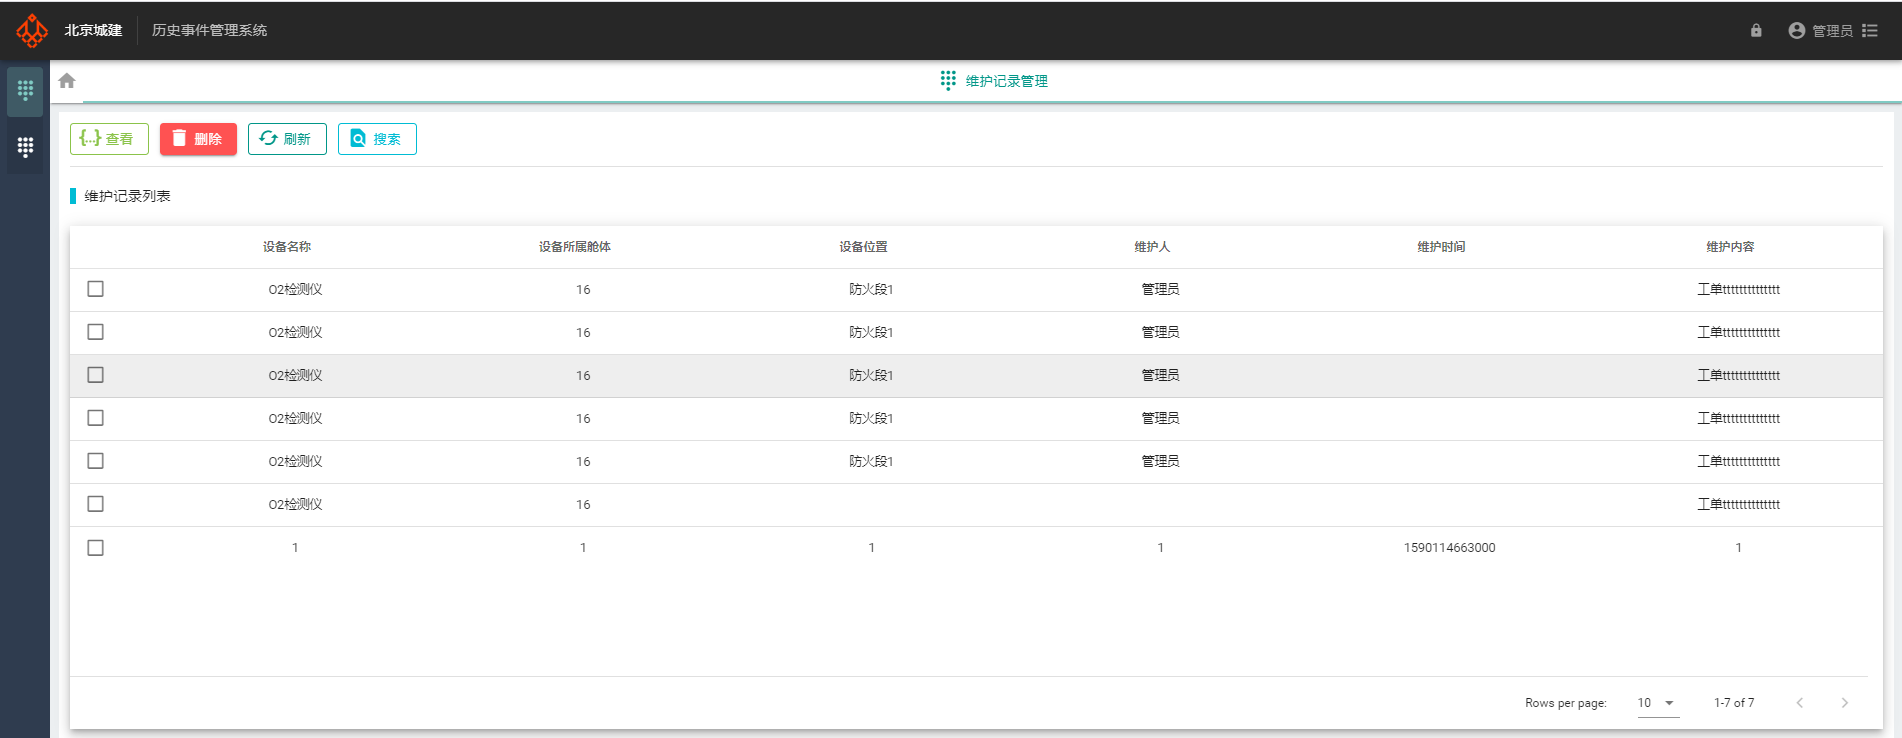 北京城建 历史事件管理系统 管理员
维护记录管理
{...} 查看 删除 刷新 搜索
维护记录列表
设备名称 设备所属舱体 设备位置 维护人 维护时间 维护内容
O2检测仪 16 防火段1 管理员 工单tttttttttttttt
O2检测仪 16 防火段1 管理员 工单tttttttttttttt
O2检测仪 16 防火段1 管理员 工单tttttttttttttt
O2检测仪 16 防火段1 管理员 工单tttttttttttttt
O2检测仪 16 防火段1 管理员 工单tttttttttttttt
O2检测仪 16 工单tttttttttttttt
1 1 1 1 1590114663000 1
Rows per page: 10 1-7 of 7